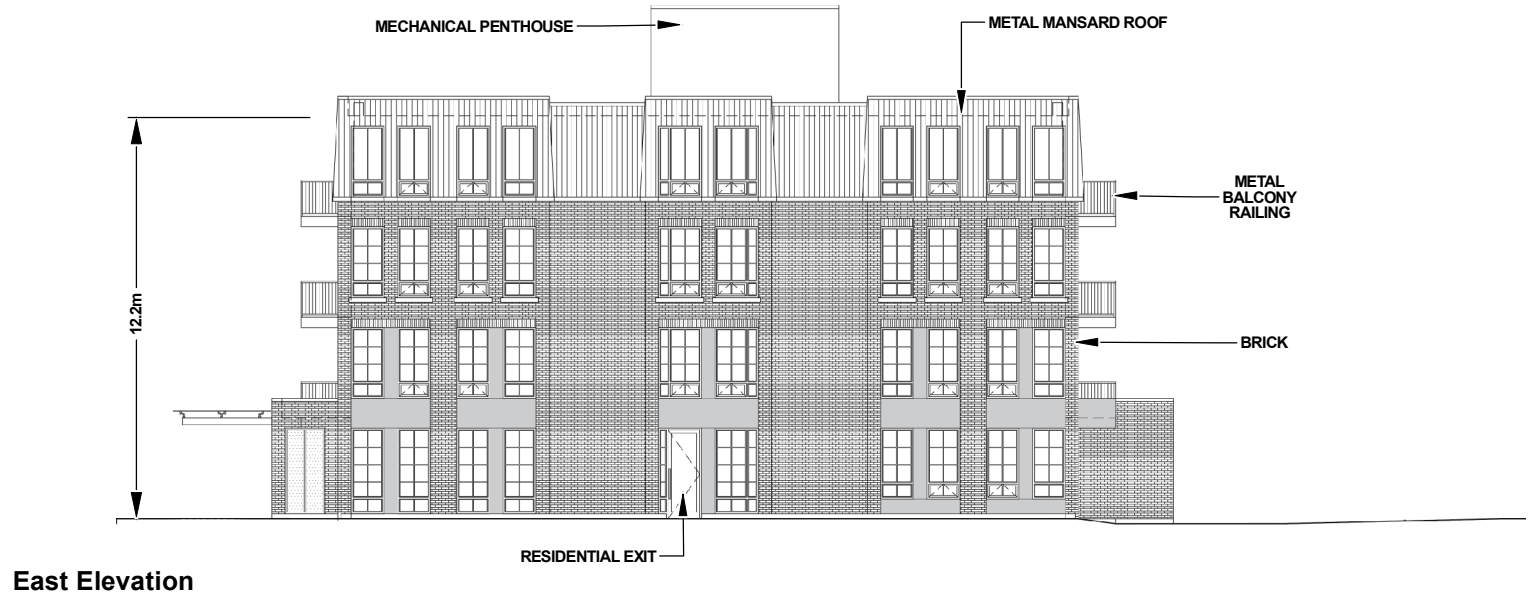 MECHANICAL PENTHOUSE
METAL MANSARD ROOF
METAL
BALCONY
RAILING
12.2m
BRICK
RESIDENTIAL EXIT
East Elevation